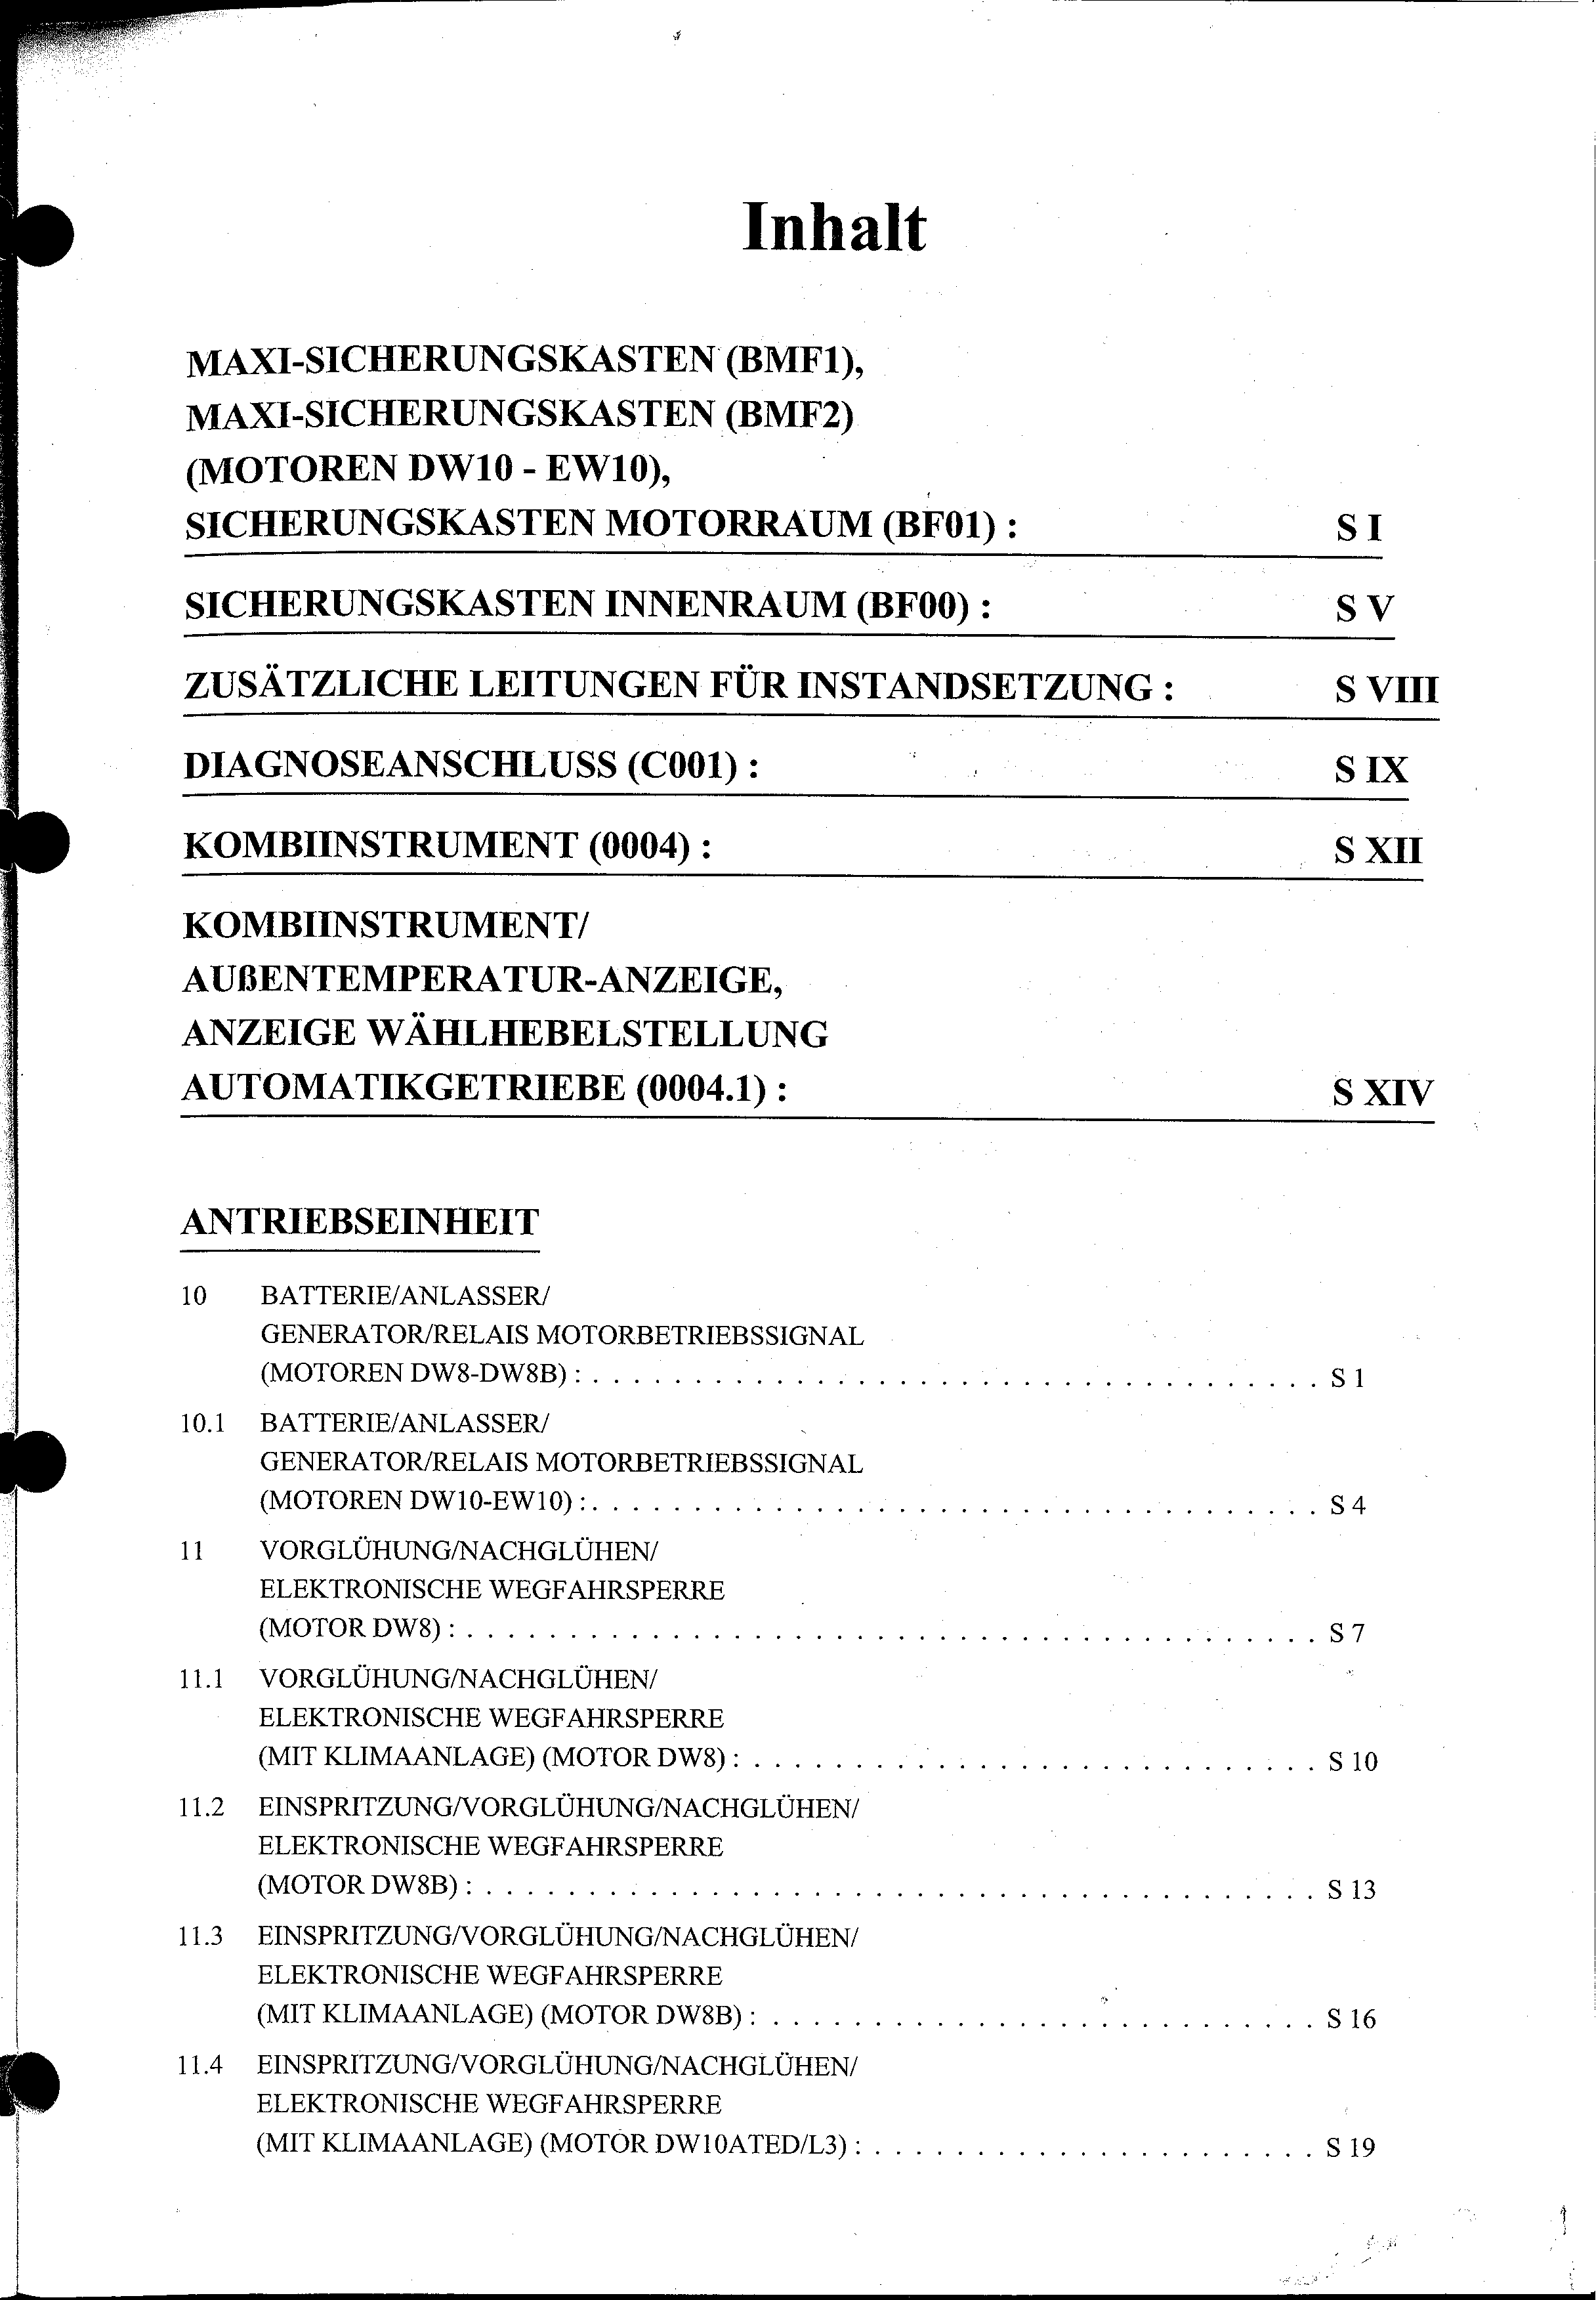 Inhalt
MAXI-SICHERUNGSKASTEN (BMF1),
MAXI-SICHERUNGSKASTEN (BMF2)
(MOTOREN DW10 - EW10),
SICHERUNGSKASTEN MOTORRAUM (BF01) : S I
SICHERUNGSKASTEN INNENRAUM (BF00) : S V
ZUSÄTZLICHE LEITUNGEN FÜR INSTANDSETZUNG : S VIII
DIAGNOSEANSCHLUSS (C001) : S IX
KOMBIINSTRUMENT (0004) : S XII
KOMBIINSTRUMENT/
AUßENTEMPERATUR-ANZEIGE,
ANZEIGE WÄHLHEBELSTELLUNG
AUTOMATIKGETRIEBE (0004.1) : S XIV
ANTRIEBSEINHEIT
10 BATTERIE/ANLASSER/
GENERATOR/RELAIS MOTORBETRIEBSSIGNAL
(MOTOREN DW8-DW8B) : . . . . . . . . . . . . . . . . . . . . . . . . . . . . . . . . . . . . S 1
10.1 BATTERIE/ANLASSER/
GENERATOR/RELAIS MOTORBETRIEBSSIGNAL
(MOTOREN DW10-EW10) : . . . . . . . . . . . . . . . . . . . . . . . . . . . . . . . . . . . . S 4
11 VORGLÜHUNG/NACHGLÜHEN/
ELEKTRONISCHE WEGFAHRSPERRE
(MOTOR DW8) : . . . . . . . . . . . . . . . . . . . . . . . . . . . . . . . . . . . . . . . . . . S 7
11.1 VORGLÜHUNG/NACHGLÜHEN/
ELEKTRONISCHE WEGFAHRSPERRE
(MIT KLIMAANLAGE) (MOTOR DW8) : . . . . . . . . . . . . . . . . . . . . . . . . . . . . S 10
11.2 EINSPRITZUNG/VORGLÜHUNG/NACHGLÜHEN/
ELEKTRONISCHE WEGFAHRSPERRE
(MOTOR DW8B) : . . . . . . . . . . . . . . . . . . . . . . . . . . . . . . . . . . . . . . . . . S 13
11.3 EINSPRITZUNG/VORGLÜHUNG/NACHGLÜHEN/
ELEKTRONISCHE WEGFAHRSPERRE
(MIT KLIMAANLAGE) (MOTOR DW8B) : . . . . . . . . . . . . . . . . . . . . . . . . . . . S 16
11.4 EINSPRITZUNG/VORGLÜHUNG/NACHGLÜHEN/
ELEKTRONISCHE WEGFAHRSPERRE
(MIT KLIMAANLAGE) (MOTOR DW10ATED/L3) : . . . . . . . . . . . . . . . . . . . . . . S 19